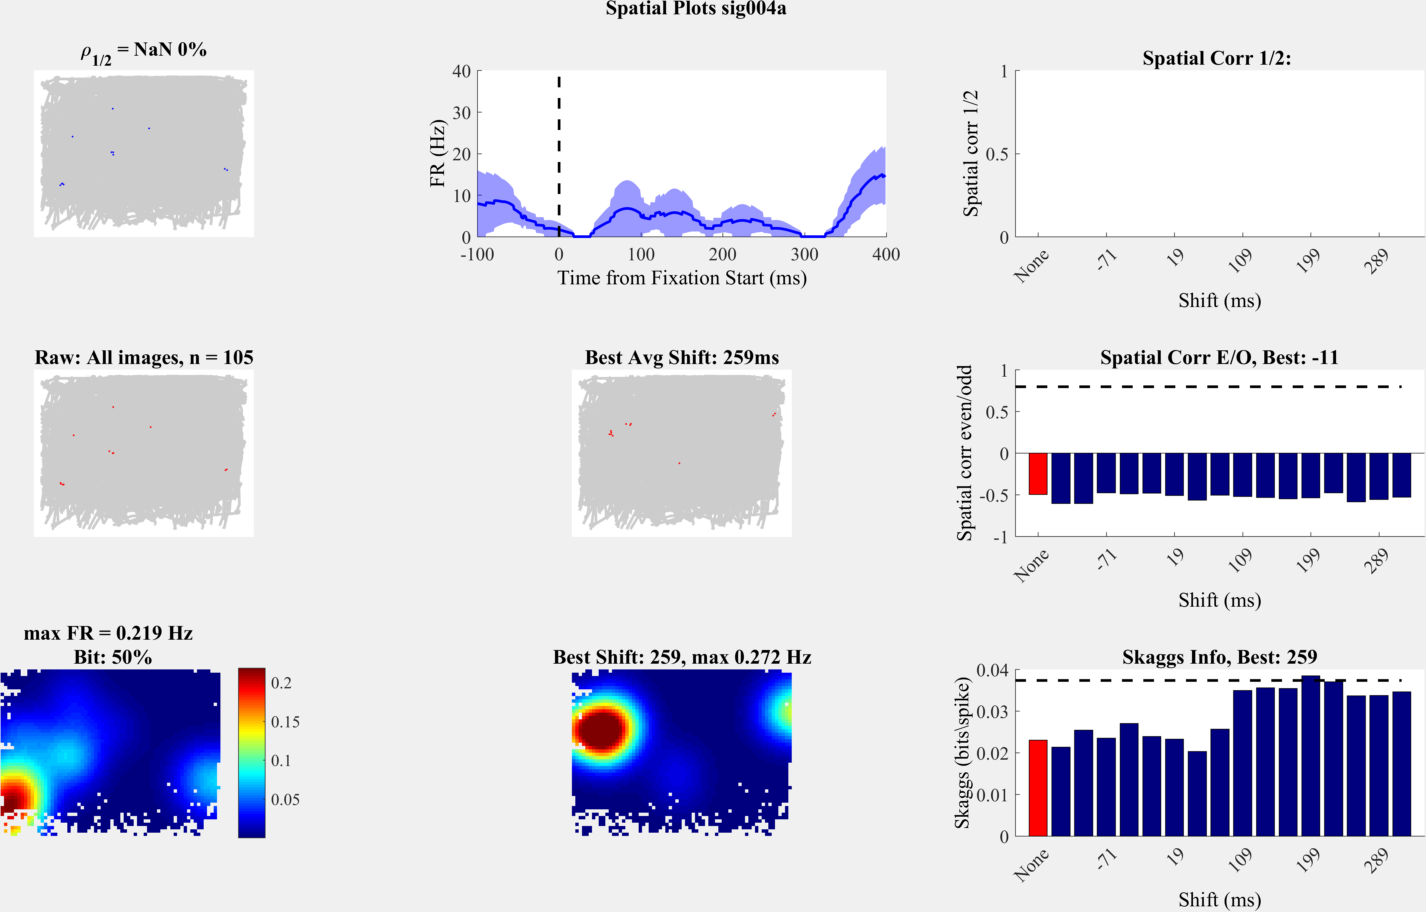 Spatial Plots sig004a
ρ1/2 = NaN 0%
40
30
20
10
0
FR (Hz)
-100
0
100
200
300
400
Time from Fixation Start (ms)
Spatial Corr 1/2:
1
0.5
0
Spatial corr 1/2
None
-71
19
109
199
289
Shift (ms)
Raw: All images, n = 105
Best Avg Shift: 259ms
Spatial Corr E/O, Best: -11
1
0.5
0
-0.5
-1
Spatial corr even/odd
None
-71
19
109
199
289
Shift (ms)
max FR = 0.219 Hz
Bit: 50%
0.2
0.15
0.1
0.05
Best Shift: 259, max 0.272 Hz
Skaggs Info, Best: 259
0.04
0.03
0.02
0.01
0
Skaggs (bits\spike)
None
-71
19
109
199
289
Shift (ms)